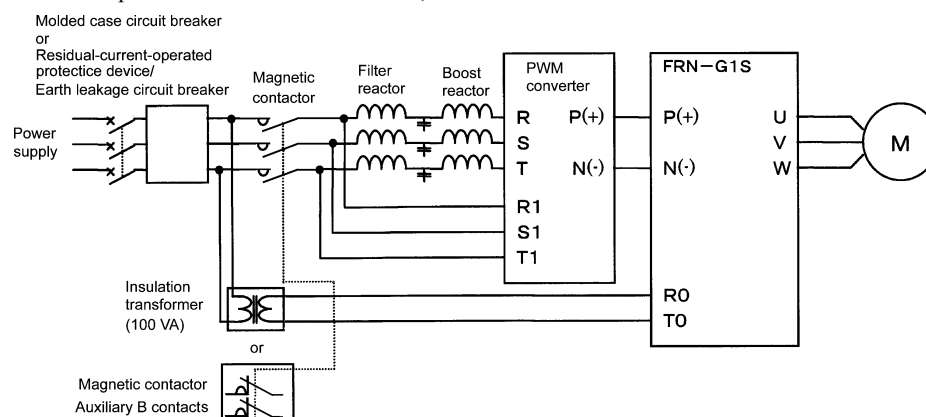 Molded case circuit breaker
or
Residual-current-operated
protectice device/
Earth leakage circuit breaker
Power
supply
Magnetic
contactor
Filter
reactor
Boost
reactor
PWM
converter
R
S
T
R1
S1
T1
P(+)
N(-)
FRN-G1S
P(+)
N(-)
R0
T0
U
V
W
M
Insulation
transformer
(100 VA)
or
Magnetic contactor
Auxiliary B contacts